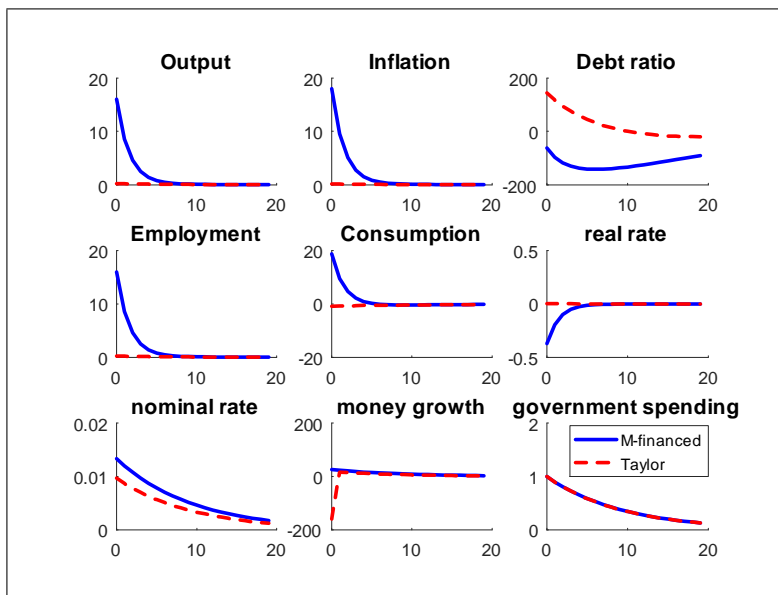 Output
20
10
0
0 10 20
Inflation
20
10
0
0 10 20
Debt ratio
200
0
-200
0 10 20
Employment
20
10
0
0 10 20
Consumption
20
0
-20
0 10 20
real rate
0.5
0
-0.5
0 10 20
nominal rate
0.02
0.01
0
0 10 20
money growth
200
0
-200
0 10 20
government spending
2
1
0
0 10 20
M-financed
Taylor